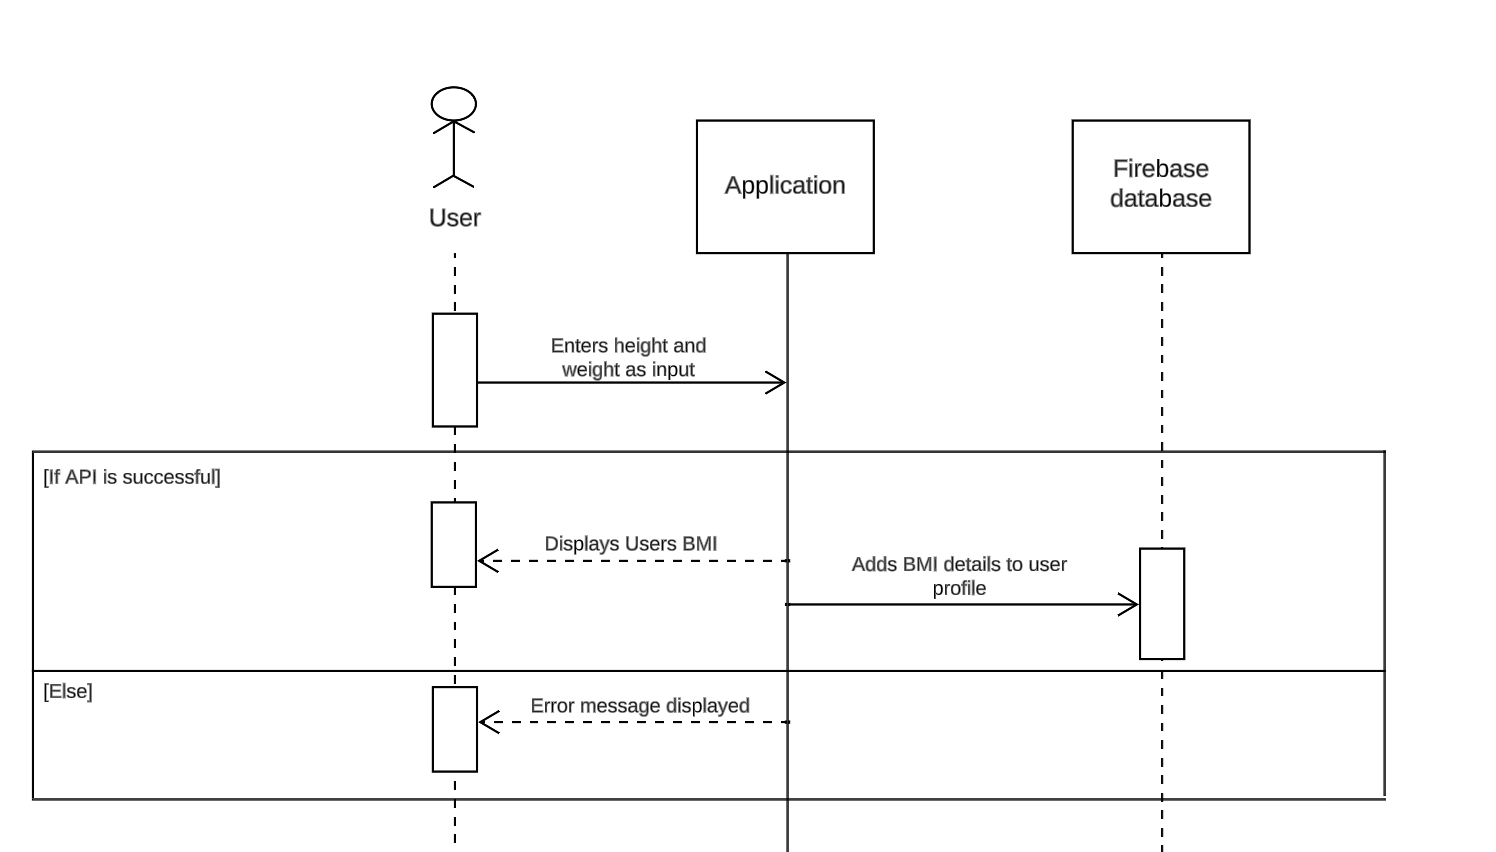 User
Application
Firebase
database
Enters height and
weight as input
[If API is successful]
Displays Users BMI
Adds BMI details to user
profile
[Else]
Error message displayed